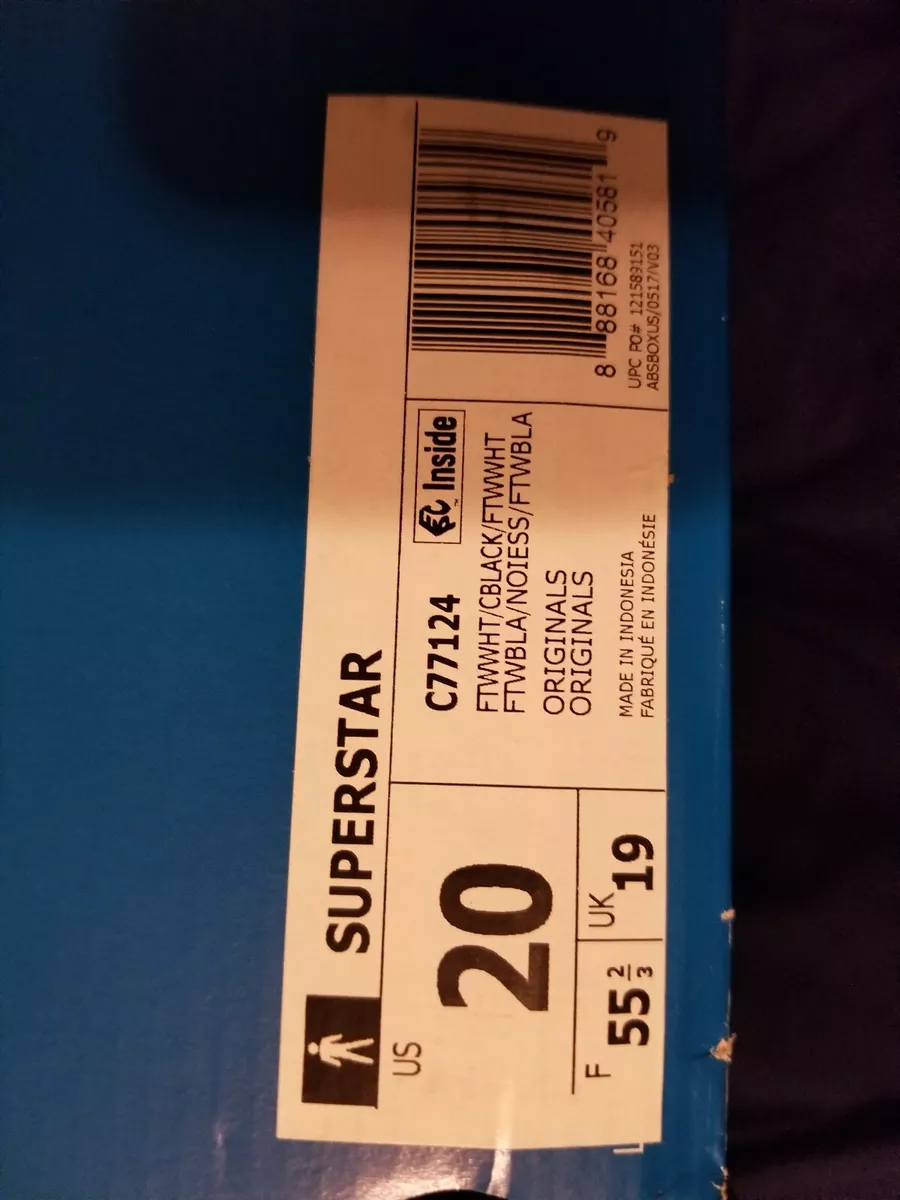 SUPERSTAR
US
20
F
55 2/3
UK
19
C77124
Inside
™
FTWWHT/CBLACK/FTWWHT
FTWBLA/NOIESS/FTWBLA
ORIGINALS
ORIGINALS
MADE IN INDONESIA
FABRIQUÉ EN INDONÉSIE
8 88168 40581 9
UPC PO# 121589151
ABSBOXUS/0517/V03